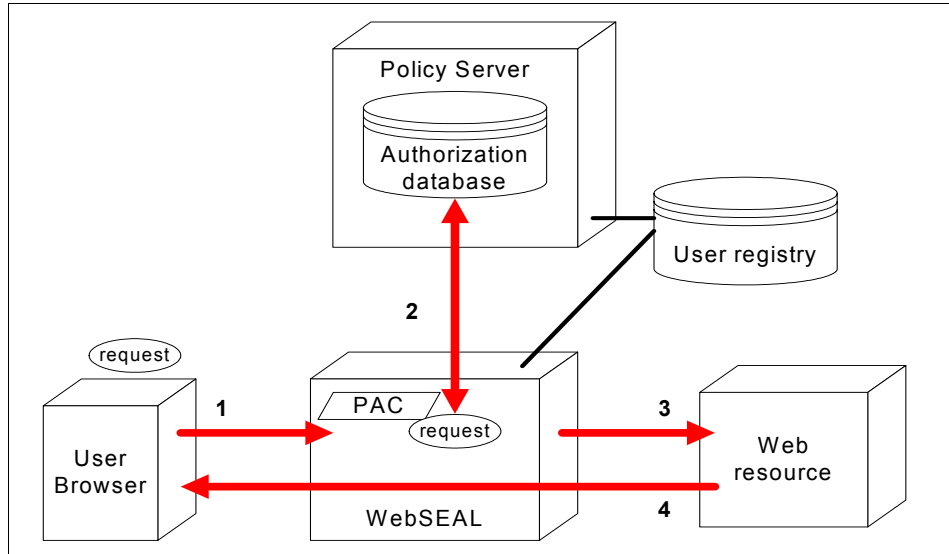 Policy Server
Authorization
database
User registry
2
request
1
PAC
request
3
User
Browser
Web
resource
WebSEAL
4